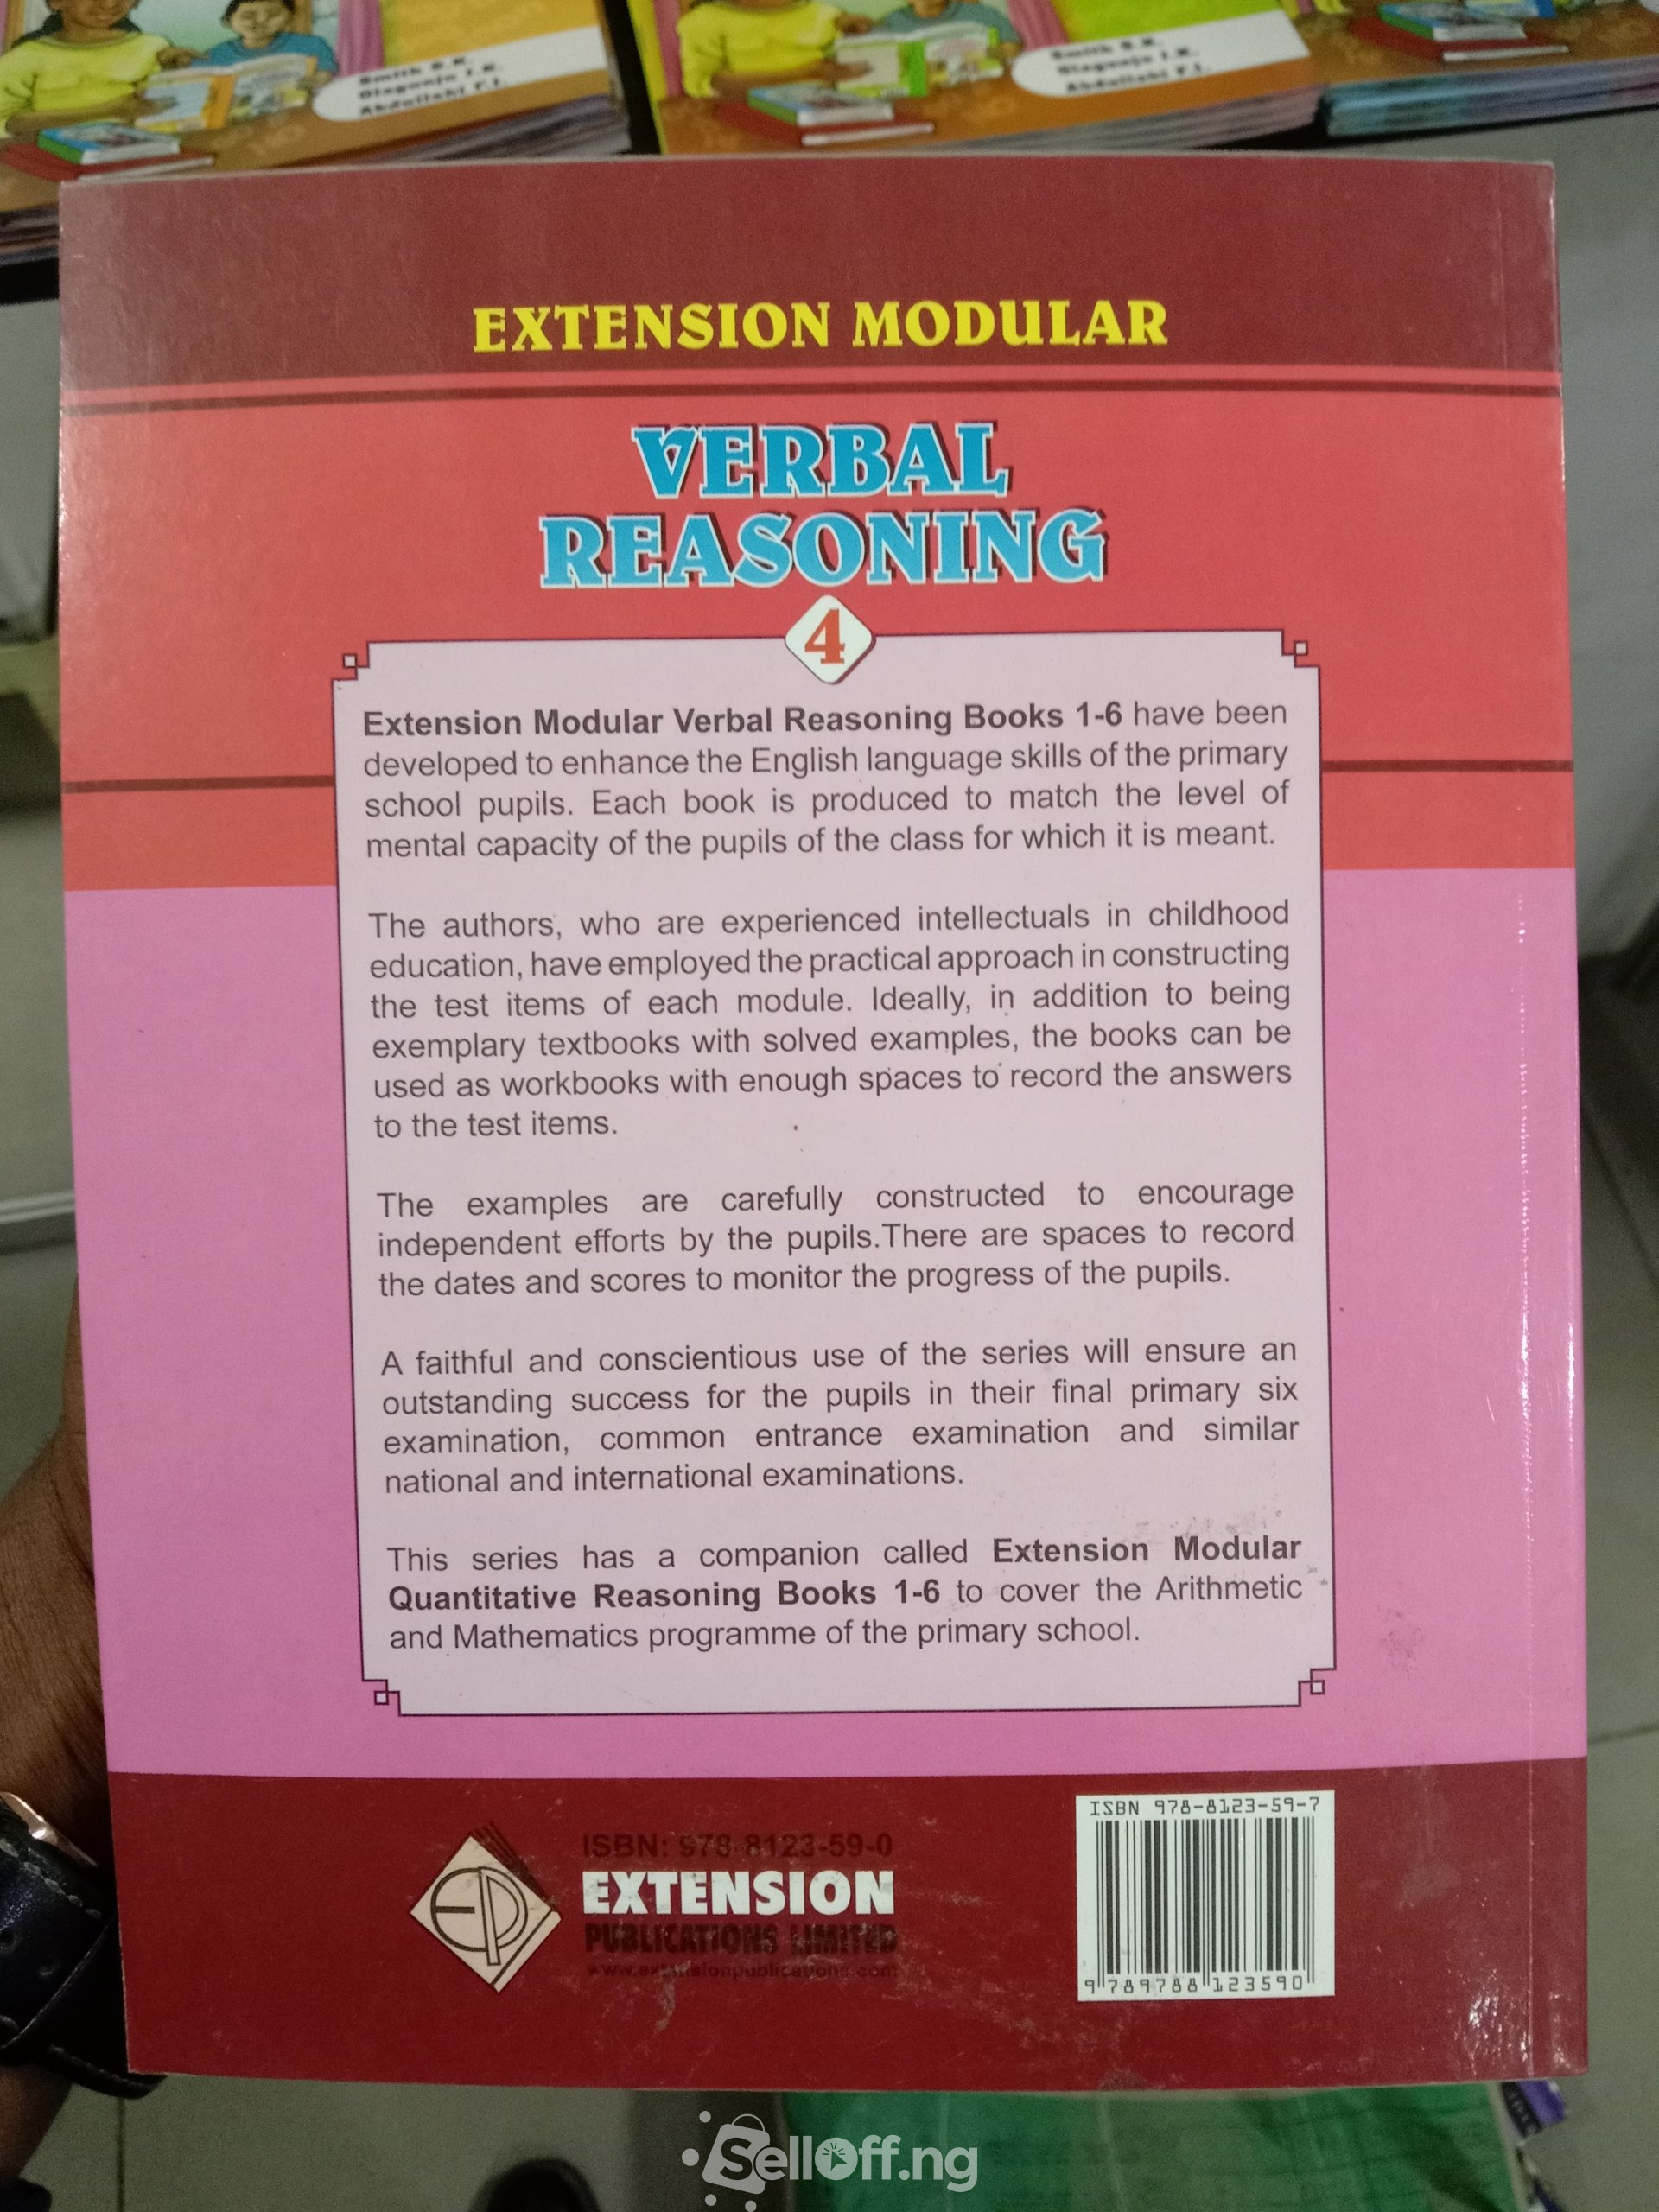 Smith S.K.
Olagunju I.K.
Abdullahi F.I.
Smith S.K.
Olagunju I.K.
Abdullahi F.I.
EXTENSION MODULAR
VERBAL
REASONING
4
Extension Modular Verbal Reasoning Books 1-6 have been
developed to enhance the English language skills of the primary
school pupils. Each book is produced to match the level of
mental capacity of the pupils of the class for which it is meant.
The authors, who are experienced intellectuals in childhood
education, have employed the practical approach in constructing
the test items of each module. Ideally, in addition to being
exemplary textbooks with solved examples, the books can be
used as workbooks with enough spaces to record the answers
to the test items.
The examples are carefully constructed to encourage
independent efforts by the pupils.There are spaces to record
the dates and scores to monitor the progress of the pupils.
A faithful and conscientious use of the series will ensure an
outstanding success for the pupils in their final primary six
examination, common entrance examination and similar
national and international examinations.
This series has a companion called Extension Modular
Quantitative Reasoning Books 1-6 to cover the Arithmetic
and Mathematics programme of the primary school.
ISBN: 978-8123-59-0
EXTENSION
PUBLICATIONS LIMITED
www.extensionpublications.com
EP
ISBN 978-8123-59-7
9 789788 123590
SellOff.ng